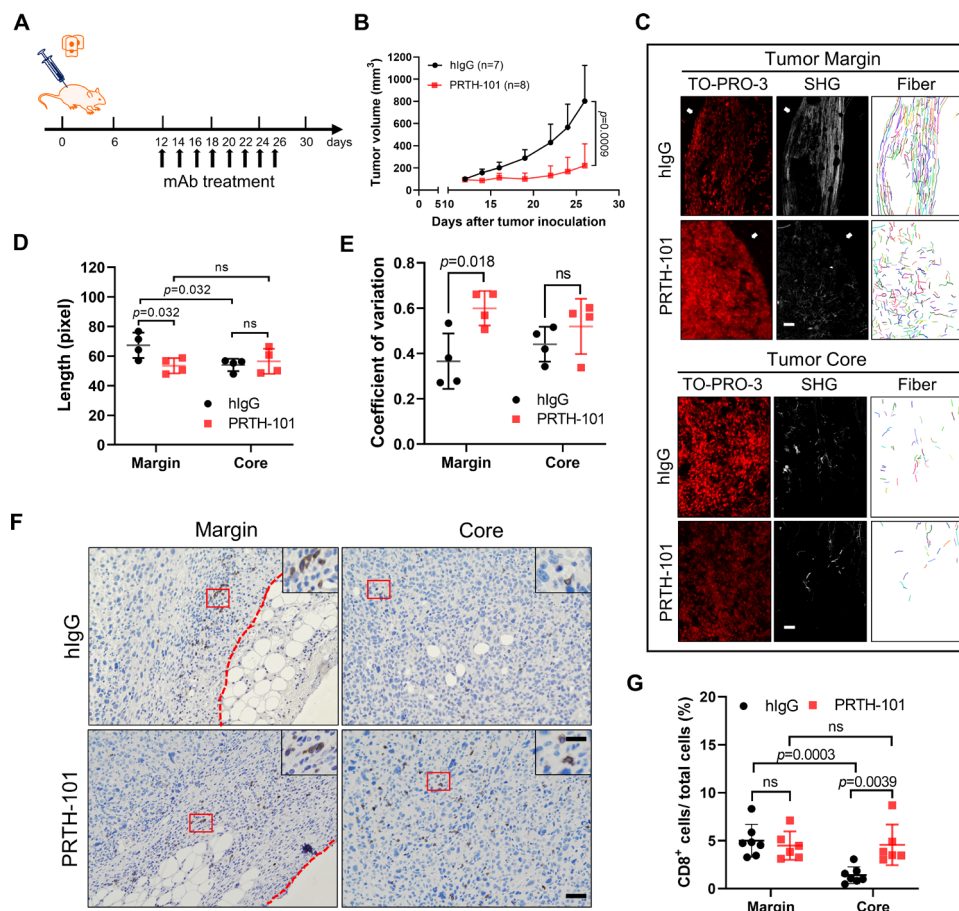 A
0
6
12 14 16 18 20 22 24 26
30
days
mAb treatment
B
Tumor volume (mm³)
1200
1000
800
600
400
200
0
0 5 10 15 20 25 30
Days after tumor inoculation
hIgG (n=7)
PRTH-101 (n=8)
p=0.0009
C
Tumor Margin
TO-PRO-3 SHG Fiber
hIgG
PRTH-101
Tumor Core
TO-PRO-3 SHG Fiber
hIgG
PRTH-101
D
Length (pixel)
120
100
80
60
40
20
0
ns
p=0.032
p=0.032
ns
hIgG
PRTH-101
Margin Core
E
Coefficient of variation
0.8
0.6
0.4
0.2
0.0
p=0.018
ns
hIgG
PRTH-101
Margin Core
F
Margin Core
hIgG
PRTH-101
G
CD8⁺ cells/ total cells (%)
20
15
10
5
0
hIgG PRTH-101
ns
p=0.0003
ns
p=0.0039
Margin Core